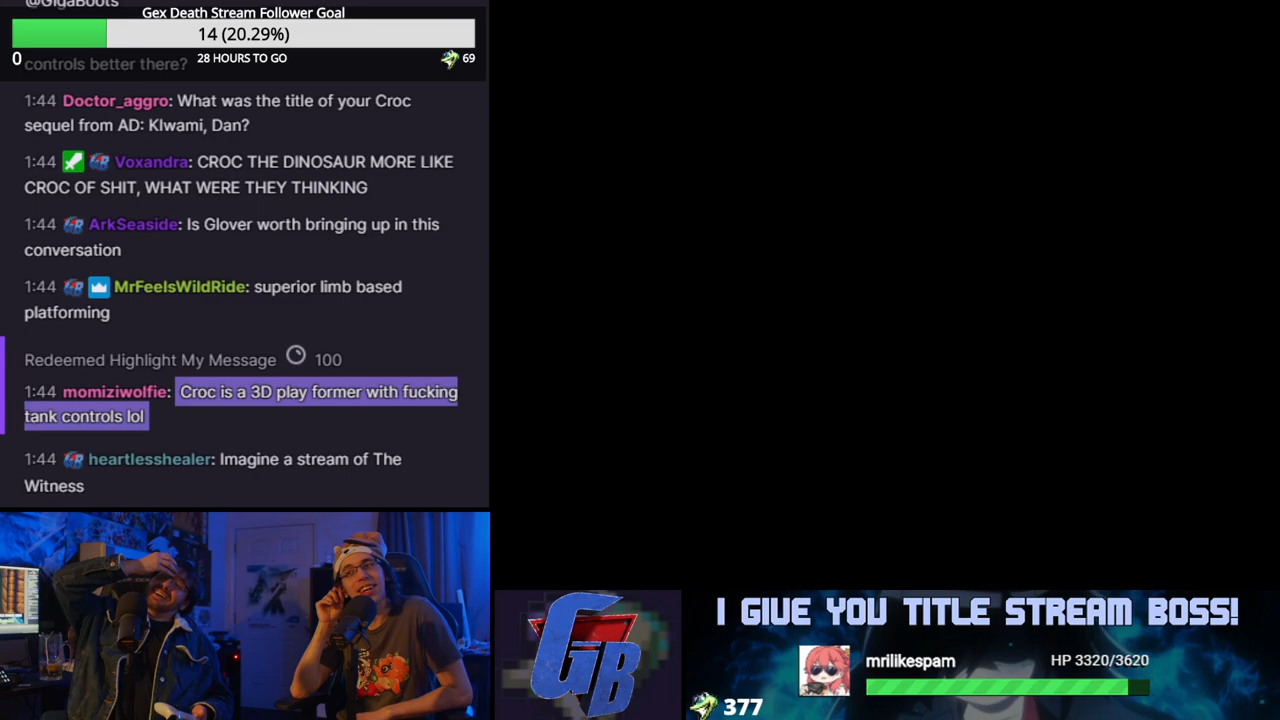 @GigaBoots
Gex Death Stream Follower Goal
14 (20.29%)
0
28 HOURS TO GO
69
controls better there?
1:44 Doctor_aggro: What was the title of your Croc
sequel from AD: KIwami, Dan?
1:44 Voxandra: CROC THE DINOSAUR MORE LIKE
CROC OF SHIT, WHAT WERE THEY THINKING
1:44 ArkSeaside: Is Glover worth bringing up in this
conversation
1:44 MrFeelsWildRide: superior limb based
platforming
Redeemed Highlight My Message 100
1:44 momiziwolfie: Croc is a 3D play former with fucking
tank controls lol
1:44 heartlesshealer: Imagine a stream of The
Witness
GB
I GIVE YOU TITLE STREAM BOSS!
mrilikespam
HP 3320/3620
377